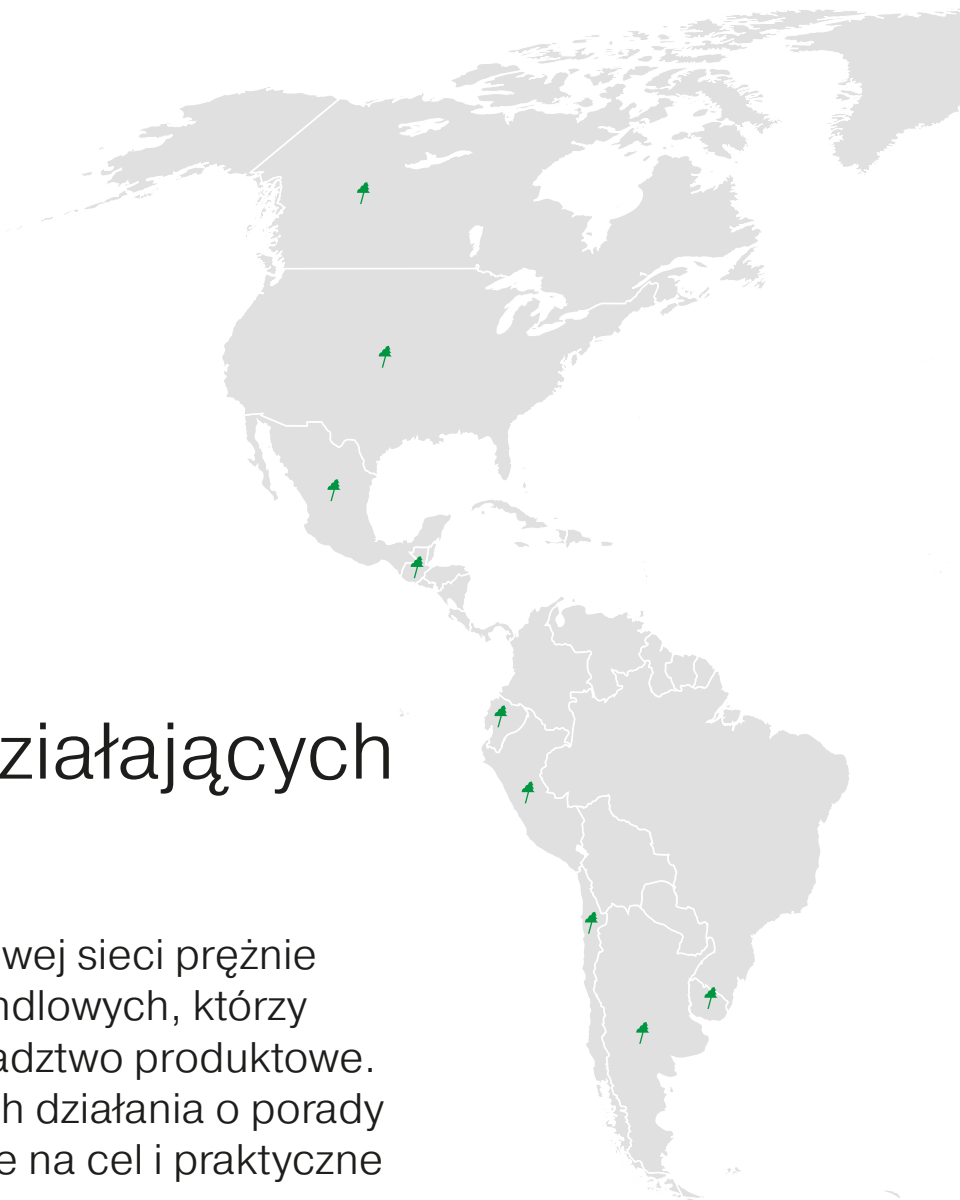 ziałających
wej sieci prężnie
ndlowych, którzy
adztwo produktowe.
h działania o porady
e na cel i praktyczne